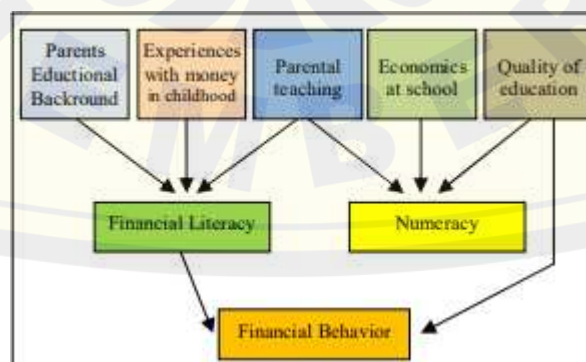 Parents
Eductional
Backround
Experiences
with money
in childhood
Parental
teaching
Economics
at school
Quality of
education
Financial Literacy
Numeracy
Financial Behavior